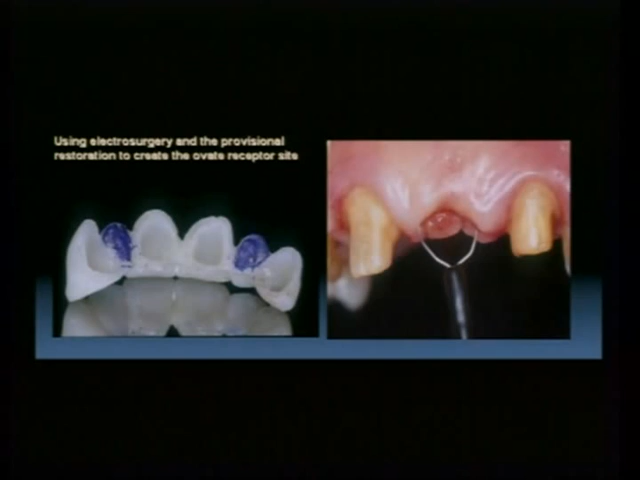 Using electrosurgery and the provisional
restoration to create the ovate receptor site